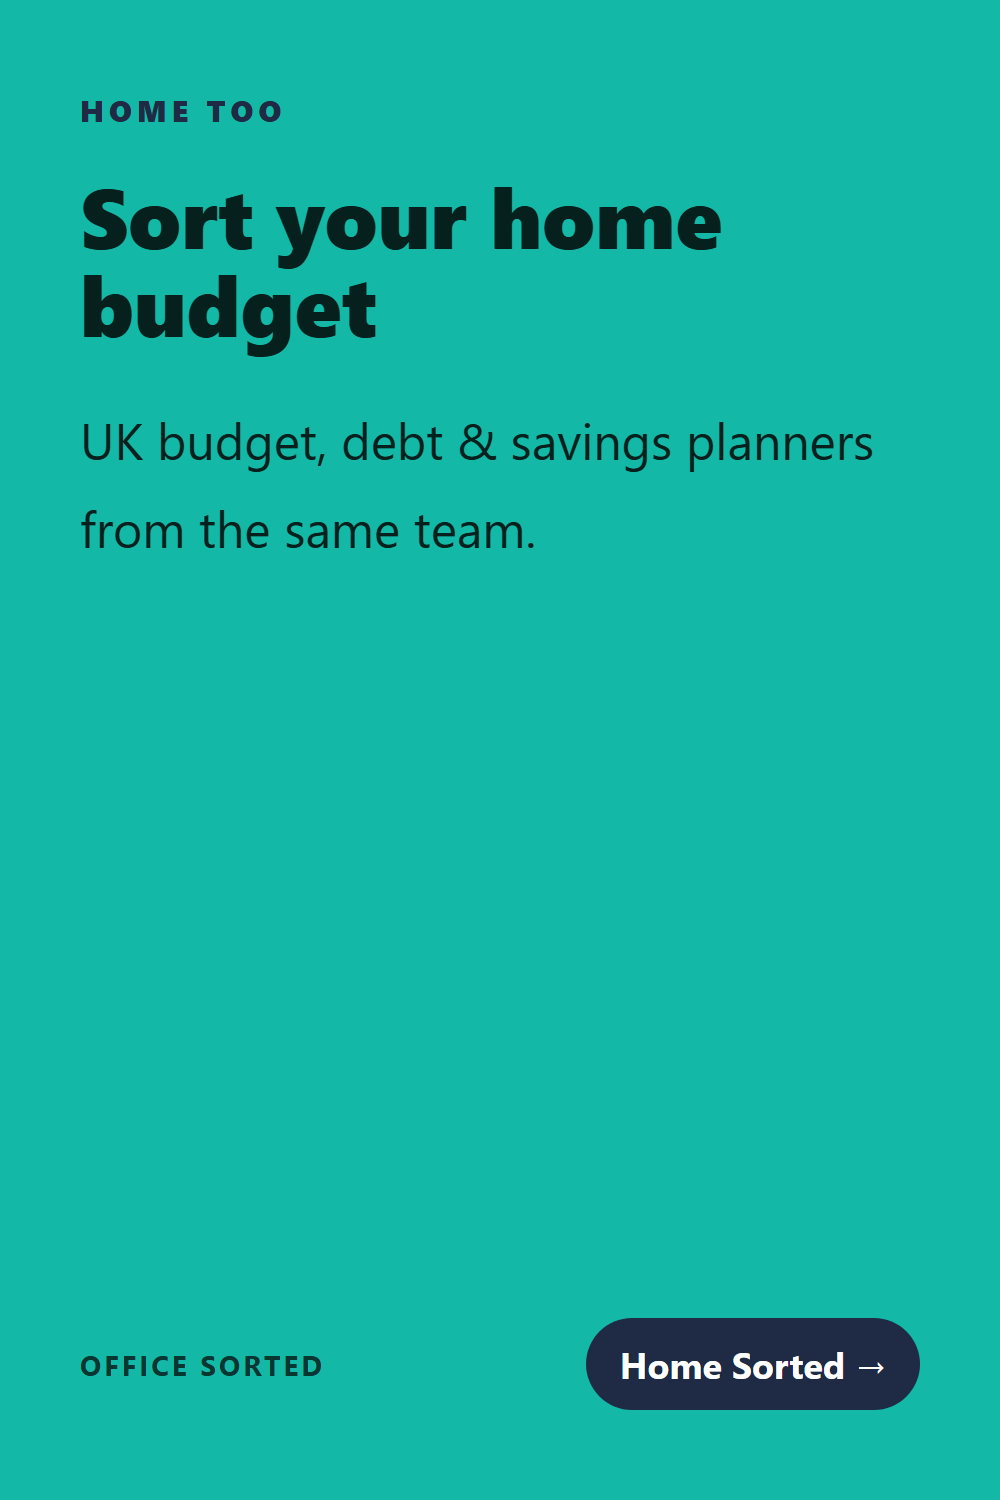 HOME TOO
Sort your home
budget
UK budget, debt & savings planners
from the same team.
OFFICE SORTED
Home Sorted →